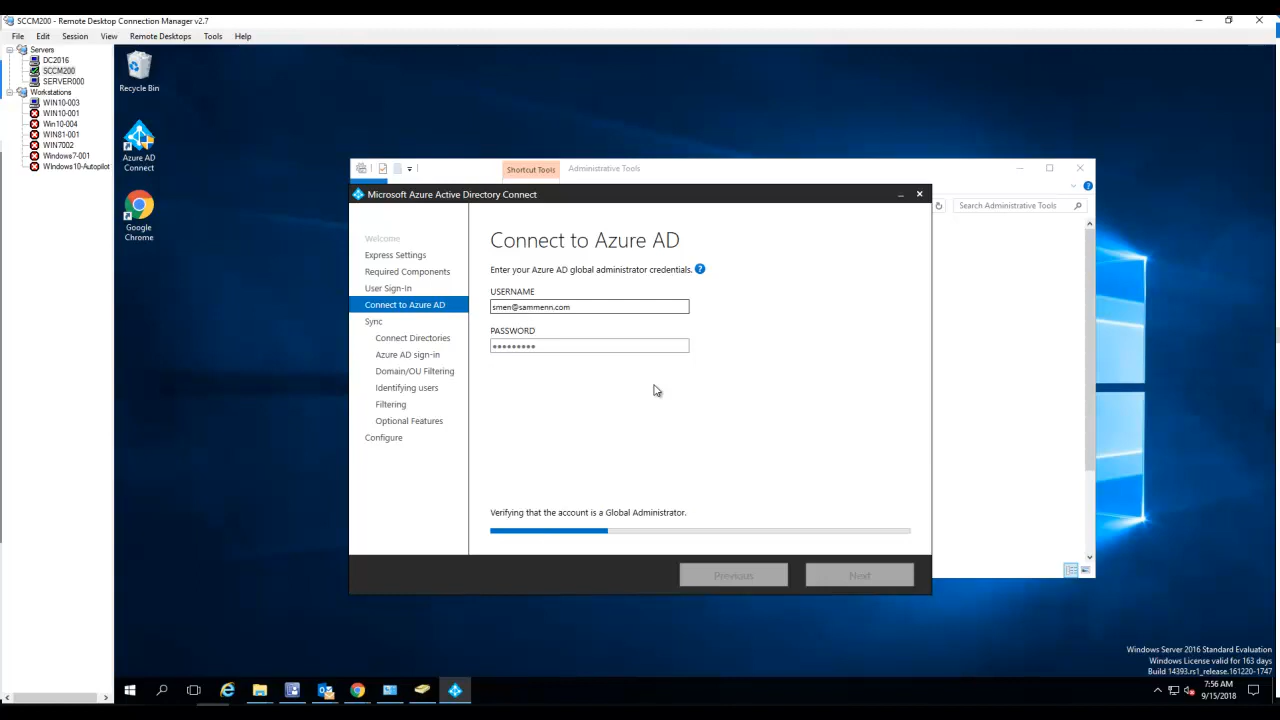 SCCM200 - Remote Desktop Connection Manager v2.7
File Edit Session View Remote Desktops Tools Help
Servers
DC2016
SCCM200
SERVER000
Workstations
WIN10-003
WIN10-001
Win10-004
WIN81-001
WIN7002
Windows7-001
Windows10-Autopilot
Recycle Bin
Azure AD
Connect
Google
Chrome
Shortcut Tools
Administrative Tools
Search Administrative Tools
Microsoft Azure Active Directory Connect
Welcome
Express Settings
Required Components
User Sign-In
Connect to Azure AD
Sync
Connect Directories
Azure AD sign-in
Domain/OU Filtering
Identifying users
Filtering
Optional Features
Configure
Connect to Azure AD
Enter your Azure AD global administrator credentials. ?
USERNAME
smen@sammenn.com
PASSWORD
•••••••••
Verifying that the account is a Global Administrator.
Previous
Next
Windows Server 2016 Standard Evaluation
Windows License valid for 163 days
Build 14393.rs1_release.161220-1747
7:56 AM
9/15/2018